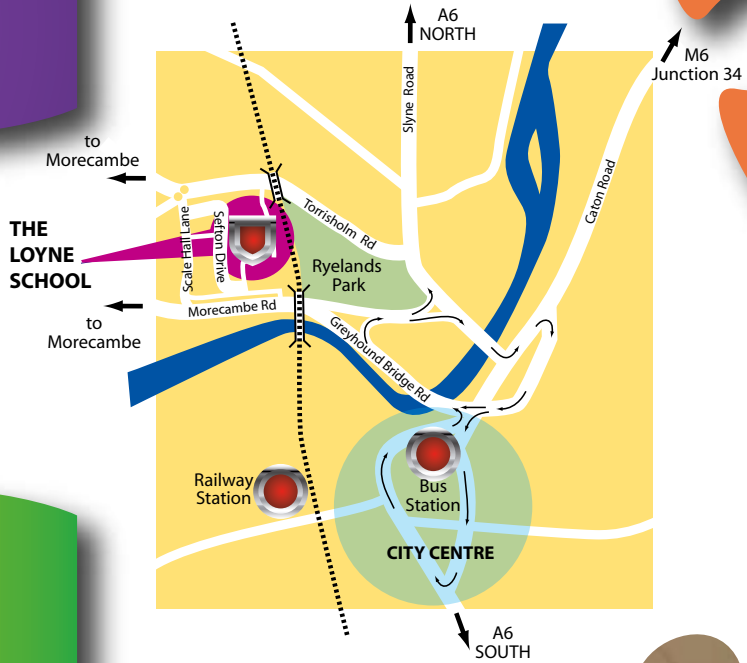 A6
NORTH
M6
Junction 34
Slyne Road
to
Morecambe
Caton Road
Torrisholm Rd
Scale Hall Lane
Sefton Drive
THE
LOYNE
SCHOOL
Ryelands
Park
Morecambe Rd
to
Morecambe
Greyhound Bridge Rd
Railway
Station
Bus
Station
CITY CENTRE
A6
SOUTH